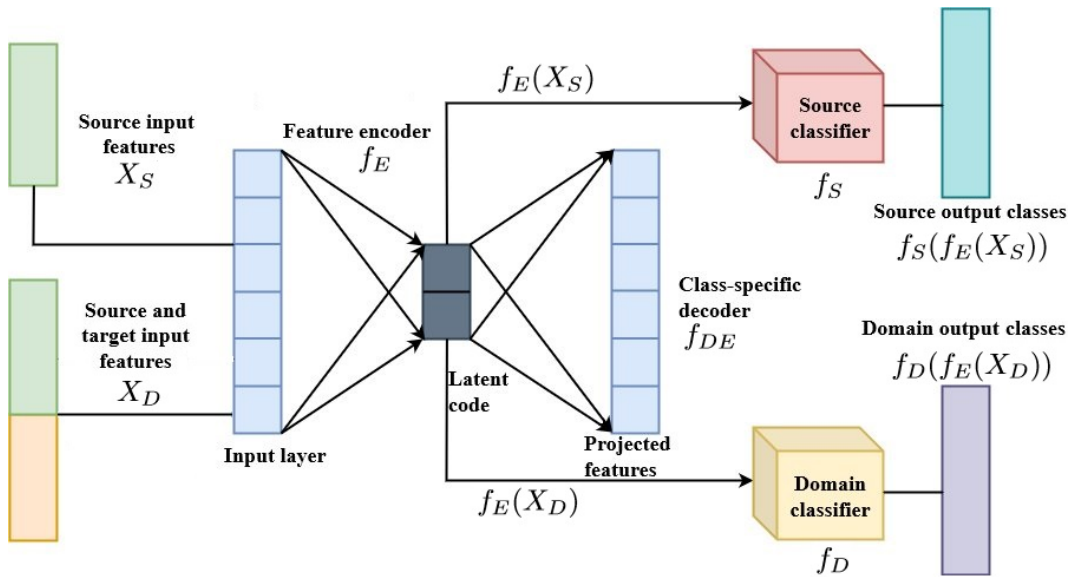 Source input
features
X_S
Feature encoder
f_E
f_E(X_S)
Source
classifier
f_S
Source output classes
f_S(f_E(X_S))
Source and
target input
features
X_D
Input layer
Latent
code
Class-specific
decoder
f_{DE}
Projected
features
f_E(X_D)
Domain
classifier
f_D
Domain output classes
f_D(f_E(X_D))